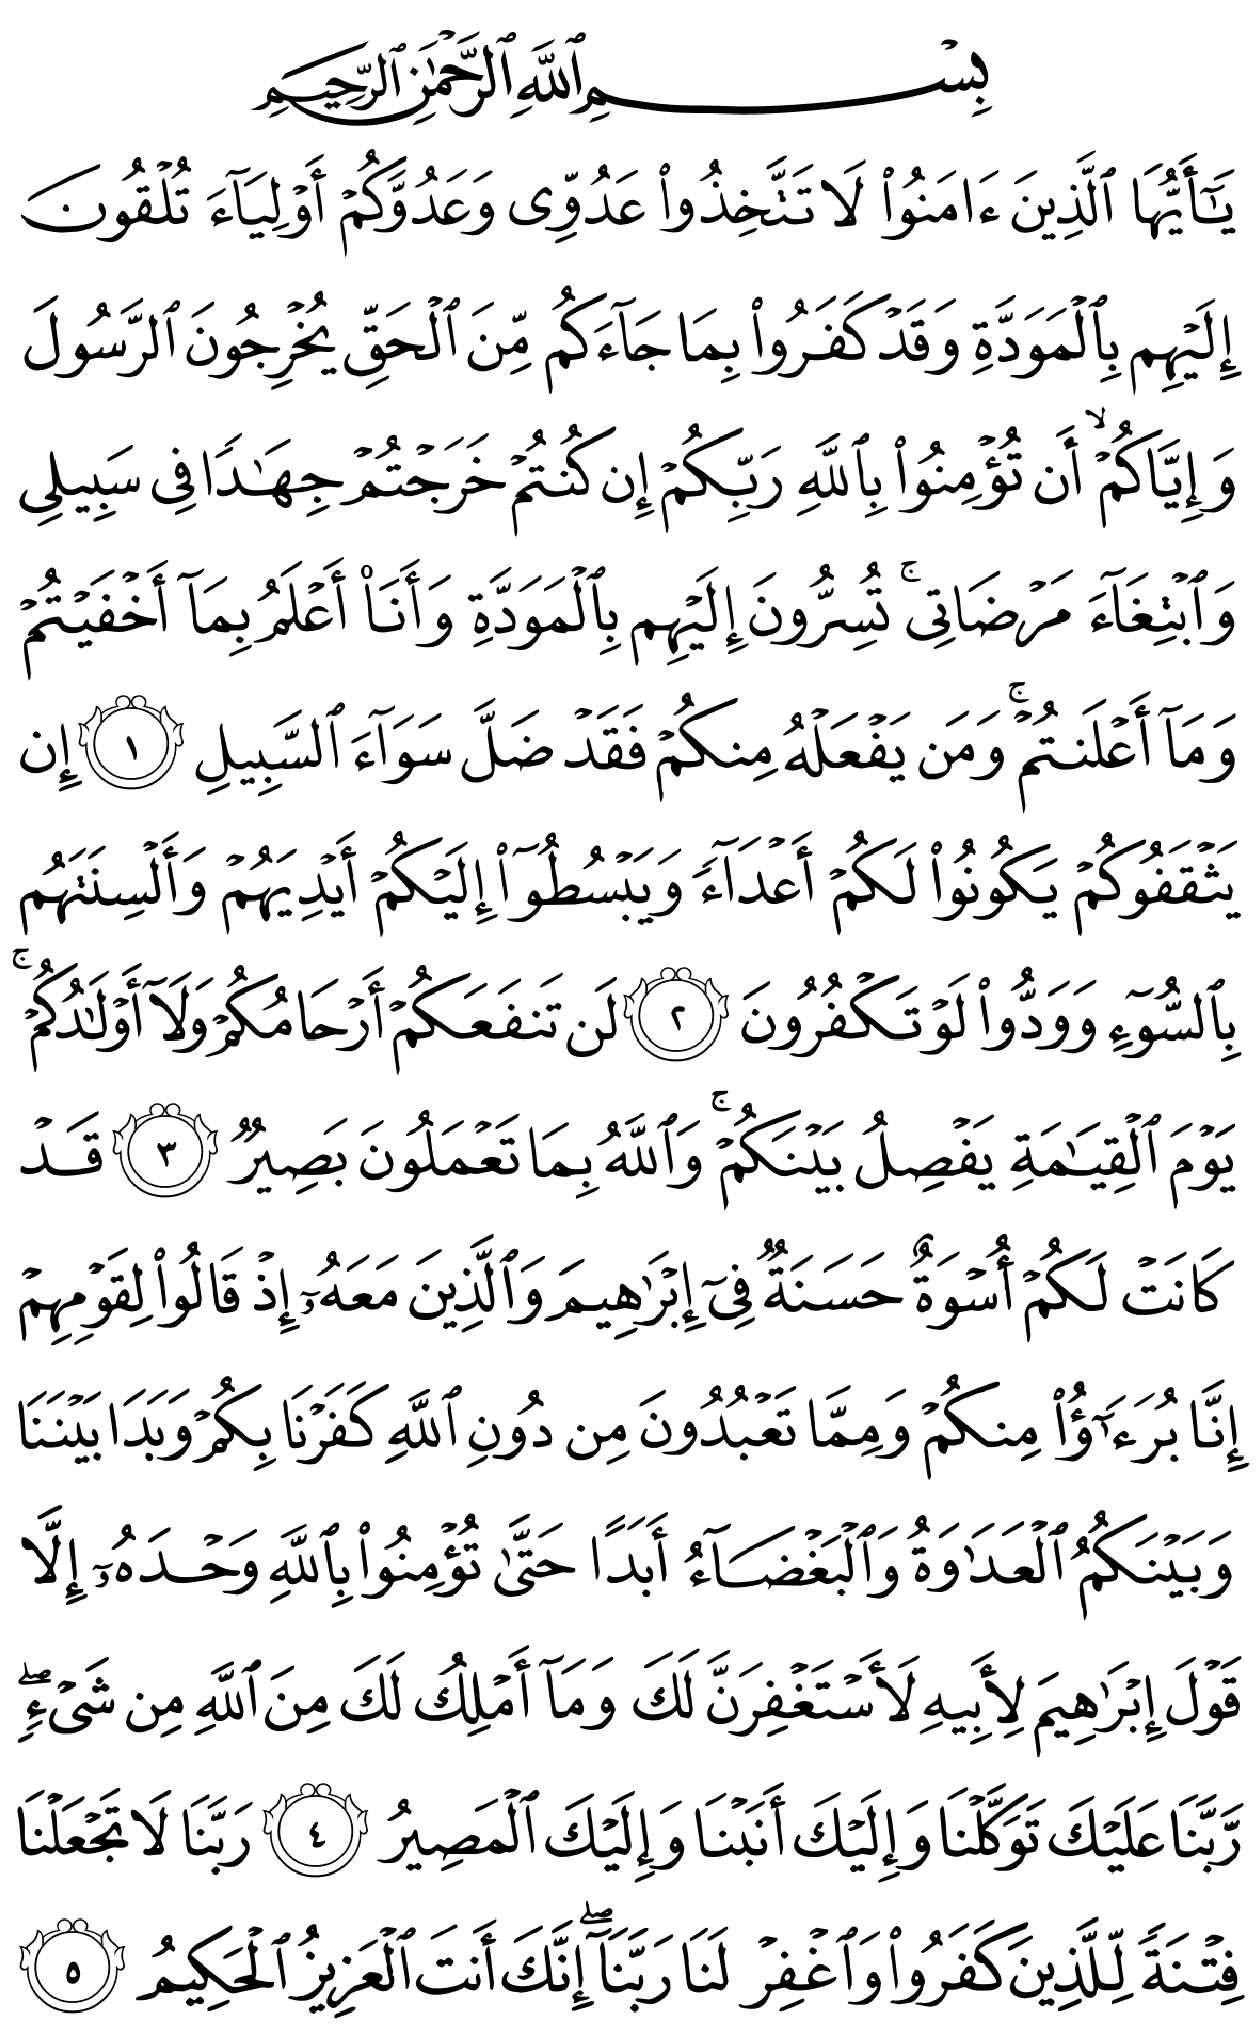 بِسْمِ ٱللَّهِ ٱلرَّحْمَٰنِ ٱلرَّحِيمِ
يَٰٓأَيُّهَا ٱلَّذِينَ ءَامَنُوا۟ لَا تَتَّخِذُوا۟ عَدُوِّى وَعَدُوَّكُمْ أَوْلِيَآءَ تُلْقُونَ
إِلَيْهِم بِٱلْمَوَدَّةِ وَقَدْ كَفَرُوا۟ بِمَا جَآءَكُم مِّنَ ٱلْحَقِّ يُخْرِجُونَ ٱلرَّسُولَ
وَإِيَّاكُمْ ۙ أَن تُؤْمِنُوا۟ بِٱللَّهِ رَبِّكُمْ إِن كُنتُمْ خَرَجْتُمْ جِهَٰدًا فِى سَبِيلِى
وَٱبْتِغَآءَ مَرْضَاتِى ۚ تُسِرُّونَ إِلَيْهِم بِٱلْمَوَدَّةِ وَأَنَا۠ أَعْلَمُ بِمَآ أَخْفَيْتُمْ
وَمَآ أَعْلَنتُمْ ۚ وَمَن يَفْعَلْهُ مِنكُمْ فَقَدْ ضَلَّ سَوَآءَ ٱلسَّبِيلِ ١ إِن
يَثْقَفُوكُمْ يَكُونُوا۟ لَكُمْ أَعْدَآءً وَيَبْسُطُوٓا۟ إِلَيْكُمْ أَيْدِيَهُمْ وَأَلْسِنَتَهُم
بِٱلسُّوٓءِ وَوَدُّوا۟ لَوْ تَكْفُرُونَ ٢ لَن تَنفَعَكُمْ أَرْحَامُكُمْ وَلَآ أَوْلَٰدُكُمْ ۚ
يَوْمَ ٱلْقِيَٰمَةِ يَفْصِلُ بَيْنَكُمْ ۚ وَٱللَّهُ بِمَا تَعْمَلُونَ بَصِيرٌ ٣ قَدْ
كَانَتْ لَكُمْ أُسْوَةٌ حَسَنَةٌ فِىٓ إِبْرَٰهِيمَ وَٱلَّذِينَ مَعَهُۥٓ إِذْ قَالُوا۟ لِقَوْمِهِمْ
إِنَّا بُرَءَٰٓؤُا۟ مِنكُمْ وَمِمَّا تَعْبُدُونَ مِن دُونِ ٱللَّهِ كَفَرْنَا بِكُمْ وَبَدَا بَيْنَنَا
وَبَيْنَكُمُ ٱلْعَدَٰوَةُ وَٱلْبَغْضَآءُ أَبَدًا حَتَّىٰ تُؤْمِنُوا۟ بِٱللَّهِ وَحْدَهُۥٓ إِلَّا
قَوْلَ إِبْرَٰهِيمَ لِأَبِيهِ لَأَسْتَغْفِرَنَّ لَكَ وَمَآ أَمْلِكُ لَكَ مِنَ ٱللَّهِ مِن شَىْءٍ ۖ
رَّبَّنَا عَلَيْكَ تَوَكَّلْنَا وَإِلَيْكَ أَنَبْنَا وَإِلَيْكَ ٱلْمَصِيرُ ٤ رَبَّنَا لَا تَجْعَلْنَا
فِتْنَةً لِّلَّذِينَ كَفَرُوا۟ وَٱغْفِرْ لَنَا رَبَّنَآ ۖ إِنَّكَ أَنتَ ٱلْعَزِيزُ ٱلْحَكِيمُ ٥